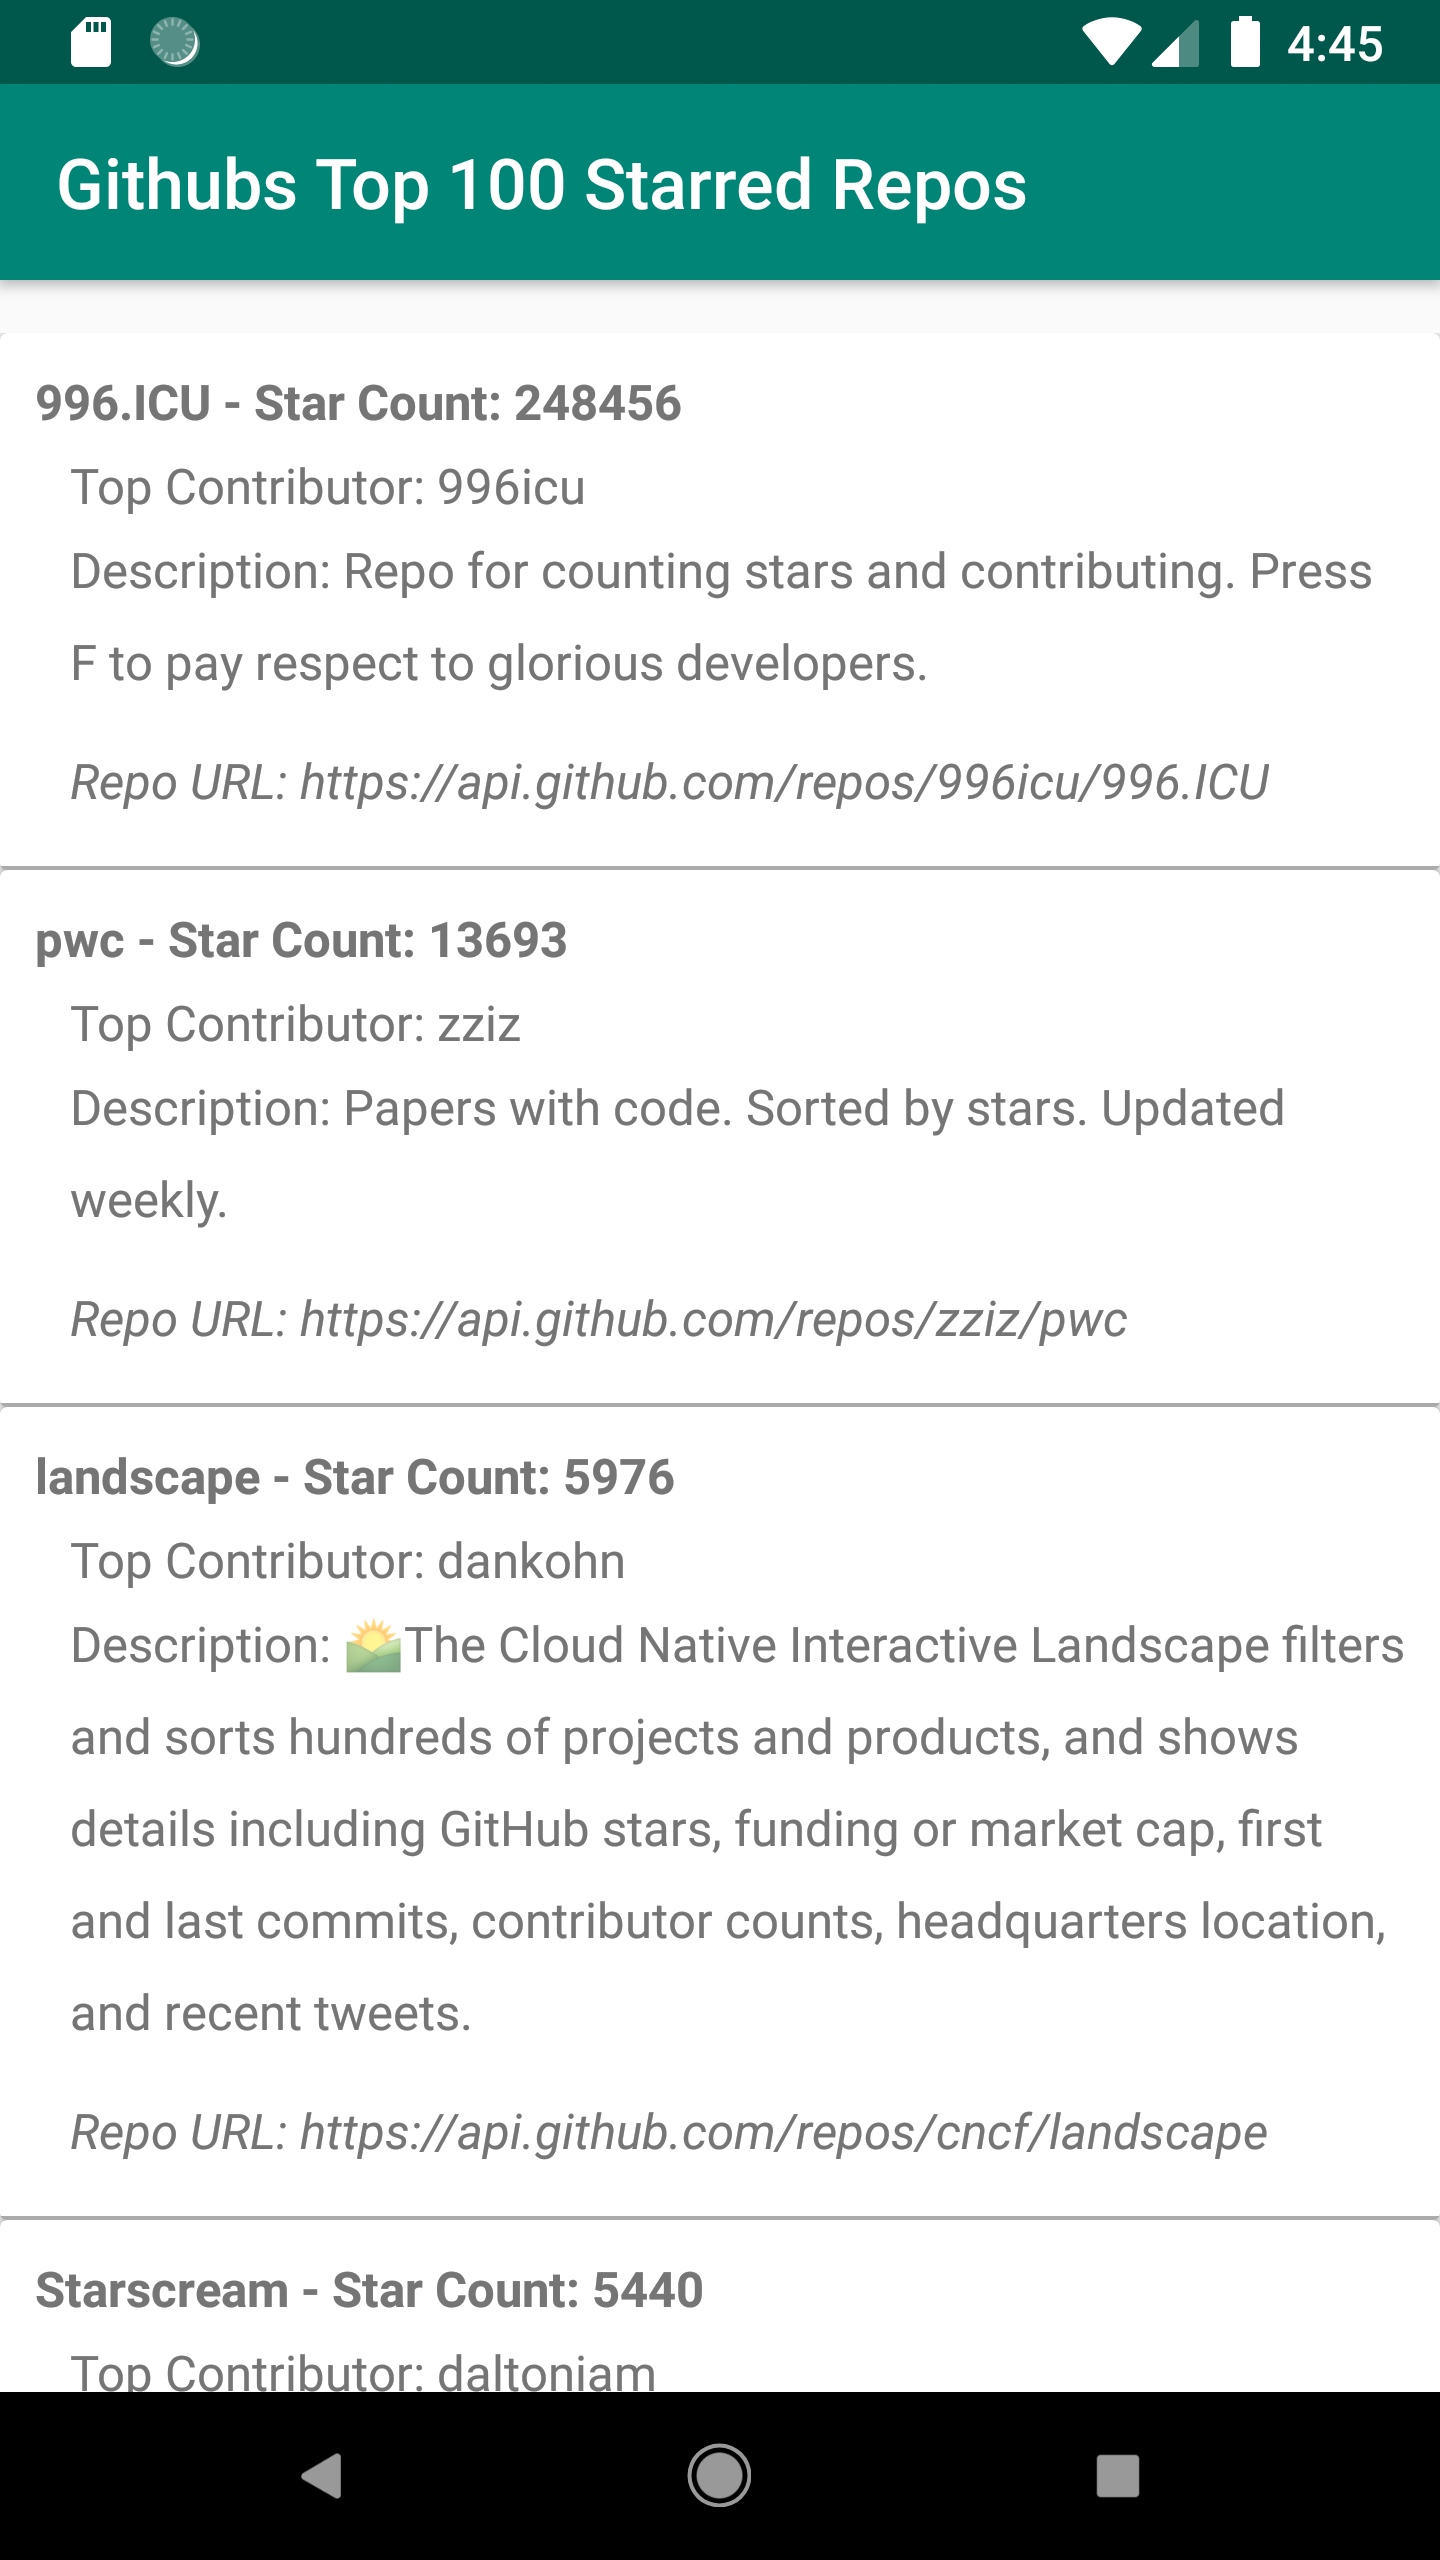 4:45
Githubs Top 100 Starred Repos
996.ICU - Star Count: 248456
Top Contributor: 996icu
Description: Repo for counting stars and contributing. Press
F to pay respect to glorious developers.
Repo URL: https://api.github.com/repos/996icu/996.ICU
pwc - Star Count: 13693
Top Contributor: zziz
Description: Papers with code. Sorted by stars. Updated
weekly.
Repo URL: https://api.github.com/repos/zziz/pwc
landscape - Star Count: 5976
Top Contributor: dankohn
Description: 🌄The Cloud Native Interactive Landscape filters
and sorts hundreds of projects and products, and shows
details including GitHub stars, funding or market cap, first
and last commits, contributor counts, headquarters location,
and recent tweets.
Repo URL: https://api.github.com/repos/cncf/landscape
Starscream - Star Count: 5440
Top Contributor: daltoniam